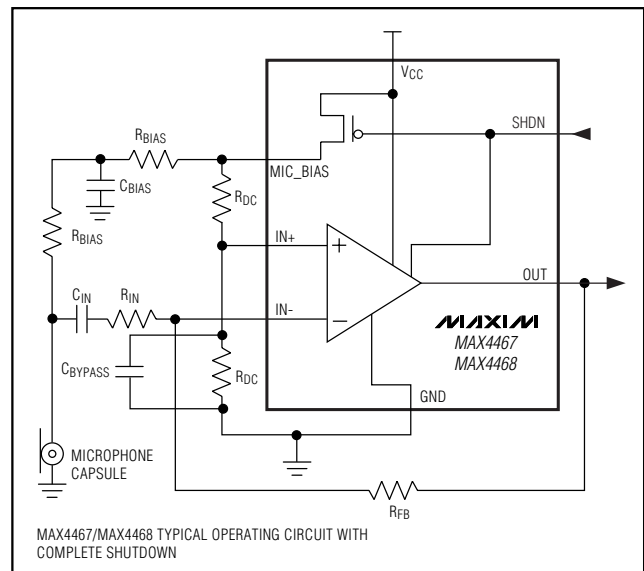 VCC
SHDN
RBIAS
MIC_BIAS
CBIAS
RDC
RBIAS
IN+
+
OUT
CIN
RIN
IN-
−
MAXIM
MAX4467
MAX4468
CBYPASS
RDC
GND
MICROPHONE
CAPSULE
RFB
MAX4467/MAX4468 TYPICAL OPERATING CIRCUIT WITH
COMPLETE SHUTDOWN